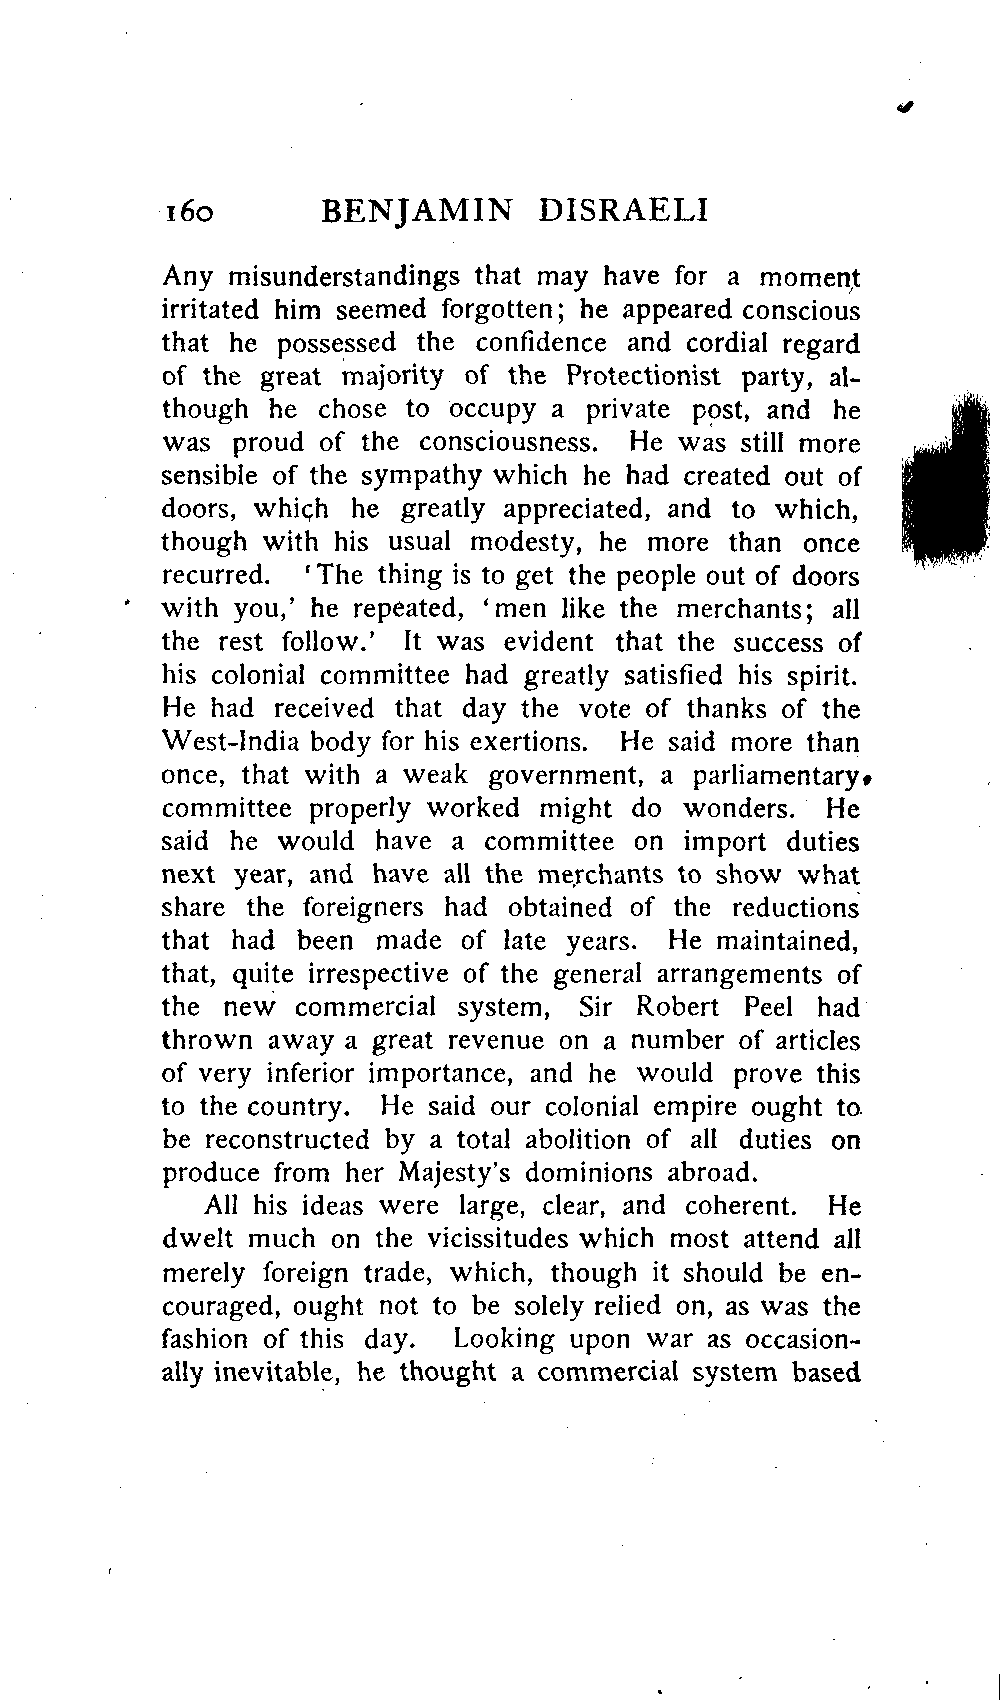 160 BENJAMIN DISRAELI
Any misunderstandings that may have for a moment
irritated him seemed forgotten; he appeared conscious
that he possessed the confidence and cordial regard
of the great majority of the Protectionist party, al-
though he chose to occupy a private post, and he
was proud of the consciousness. He was still more
sensible of the sympathy which he had created out of
doors, which he greatly appreciated, and to which,
though with his usual modesty, he more than once
recurred. ‘The thing is to get the people out of doors
with you,’ he repeated, ‘men like the merchants; all
the rest follow.’ It was evident that the success of
his colonial committee had greatly satisfied his spirit.
He had received that day the vote of thanks of the
West-India body for his exertions. He said more than
once, that with a weak government, a parliamentary
committee properly worked might do wonders. He
said he would have a committee on import duties
next year, and have all the merchants to show what
share the foreigners had obtained of the reductions
that had been made of late years. He maintained,
that, quite irrespective of the general arrangements of
the new commercial system, Sir Robert Peel had
thrown away a great revenue on a number of articles
of very inferior importance, and he would prove this
to the country. He said our colonial empire ought to
be reconstructed by a total abolition of all duties on
produce from her Majesty’s dominions abroad.
All his ideas were large, clear, and coherent. He
dwelt much on the vicissitudes which most attend all
merely foreign trade, which, though it should be en-
couraged, ought not to be solely relied on, as was the
fashion of this day. Looking upon war as occasion-
ally inevitable, he thought a commercial system based